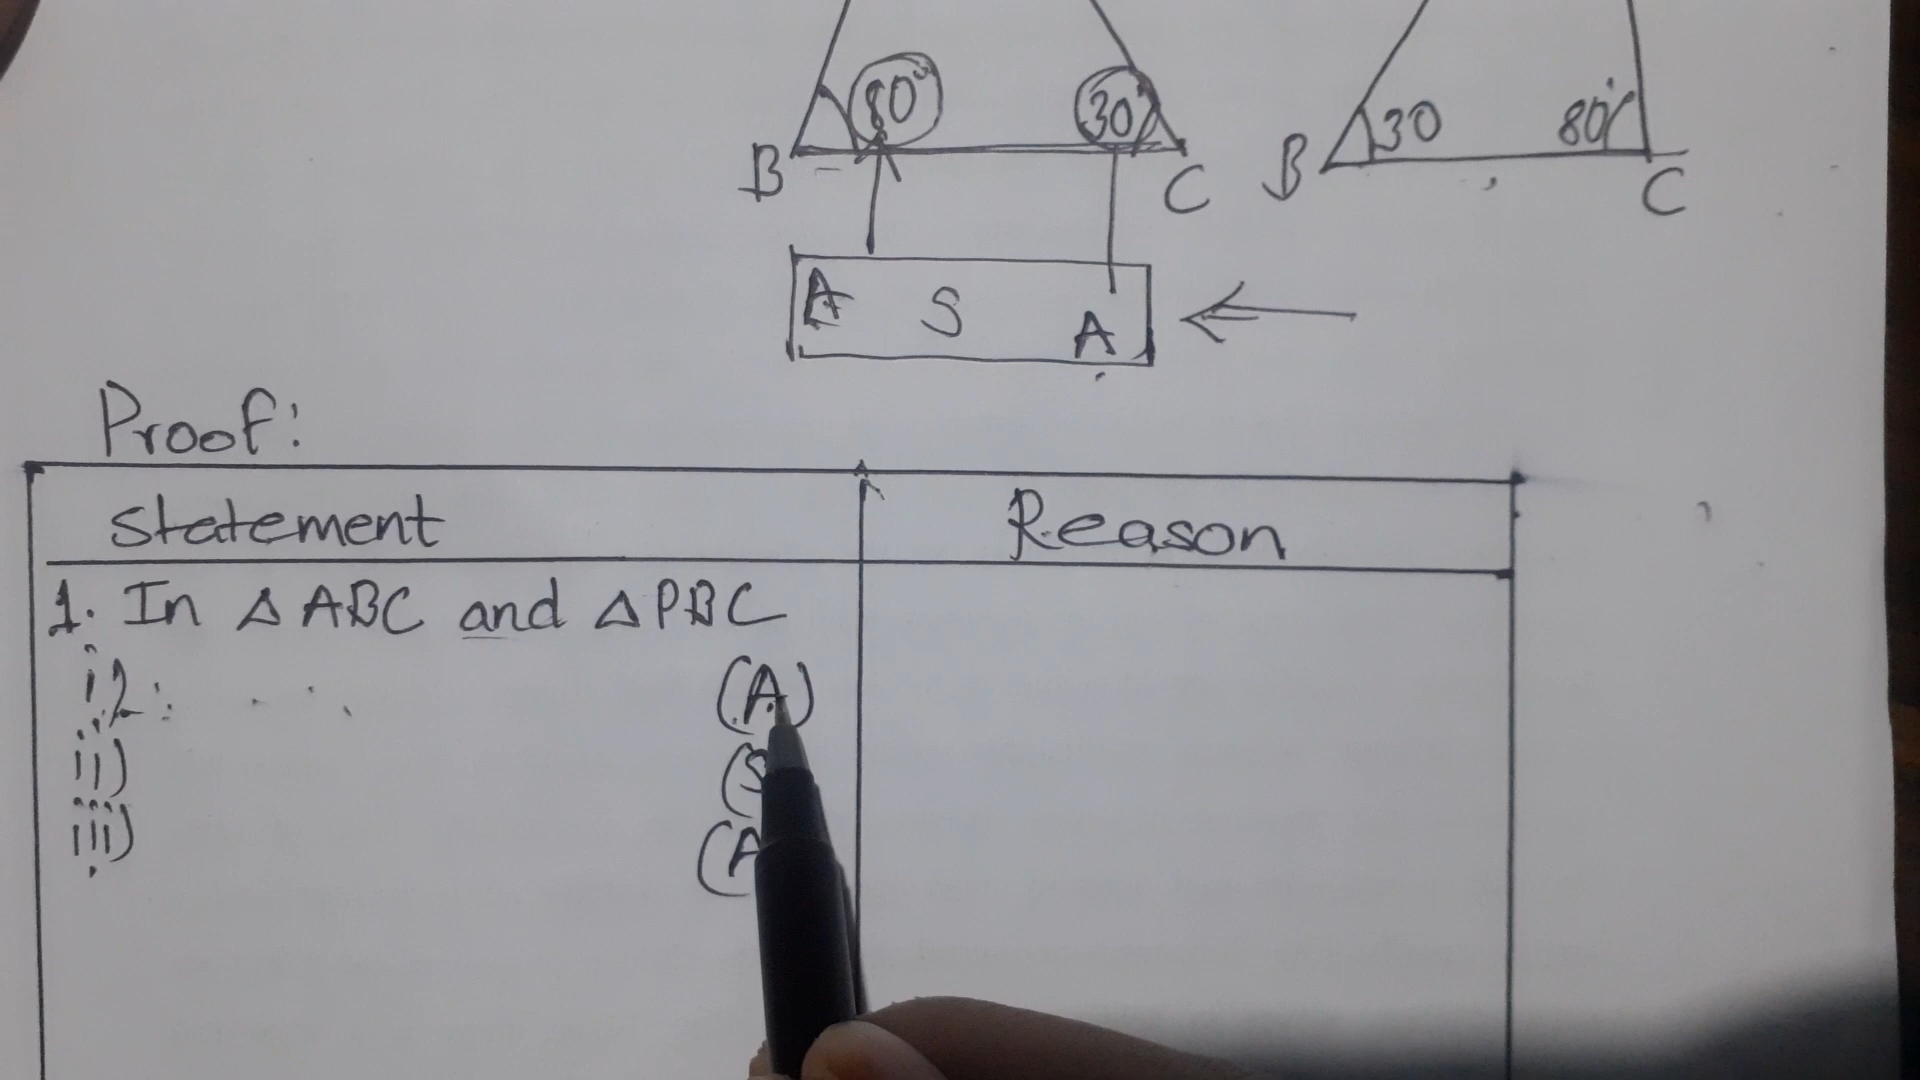 80° 30° 30 80°
B C B C
A S A
Proof:
Statement Reason
1. In △ ABC and △ PBC
i) (A)
ii) (S
iii) (A